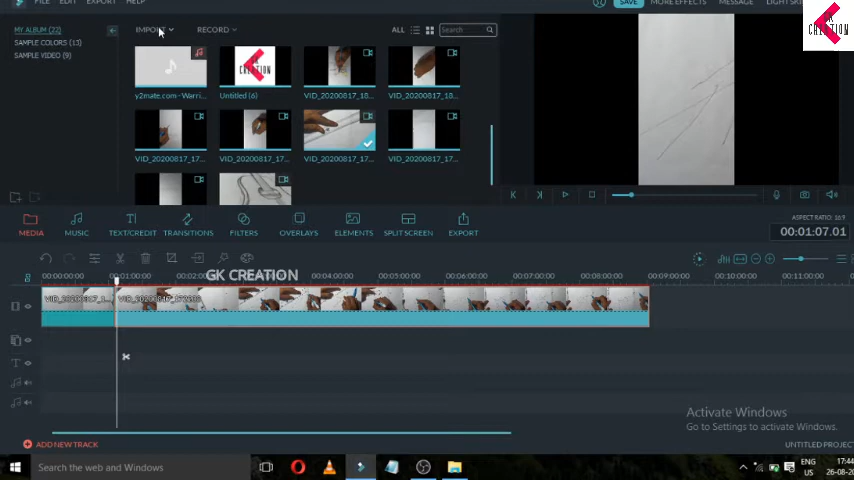 FILE EDIT EXPORT HELP
SAVE MORE EFFECTS MESSAGE LIGHT
MY ALBUM (22)
SAMPLE COLORS (13)
SAMPLE VIDEO (9)
IMPORT RECORD ALL Search
CREATION
y2mate.com-Warri...
CREATION
Untitled (6)
VID_20200817_18...
VID_20200817_18...
VID_20200817_17...
VID_20200817_17...
VID_20200817_17...
VID_20200817_17...
MEDIA MUSIC TEXT/CREDIT TRANSITIONS FILTERS OVERLAYS ELEMENTS SPLIT SCREEN EXPORT
ASPECT RATIO: 16:9
00:01:07.01
GK CREATION
00:00:00:00 00:01:00:00 00:02 00:04:00:00 00:05:00:00 00:06:00:00 00:07:00:00 00:08:00:00 00:09:00:00 00:10:00:00 00:11:00:00
Activate Windows
Go to Settings to activate Windows.
ADD NEW TRACK
UNTITLED PROJECT
Search the web and Windows
ENG
US
17:44
26-08-20